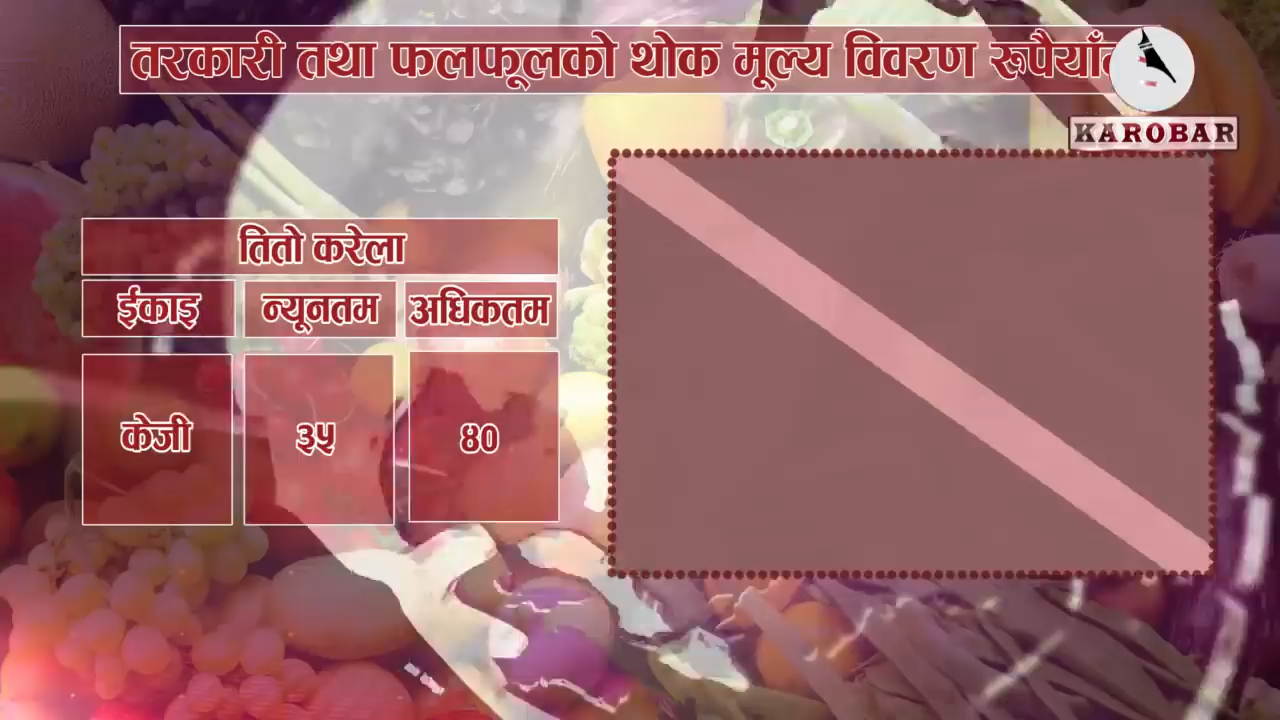 तरकारी तथा फलफूलको थोक मूल्य विवरण
KAROBAR
तितो करेला
ईकाइ न्यूनतम अधिकतम
केजी ३५ ४०